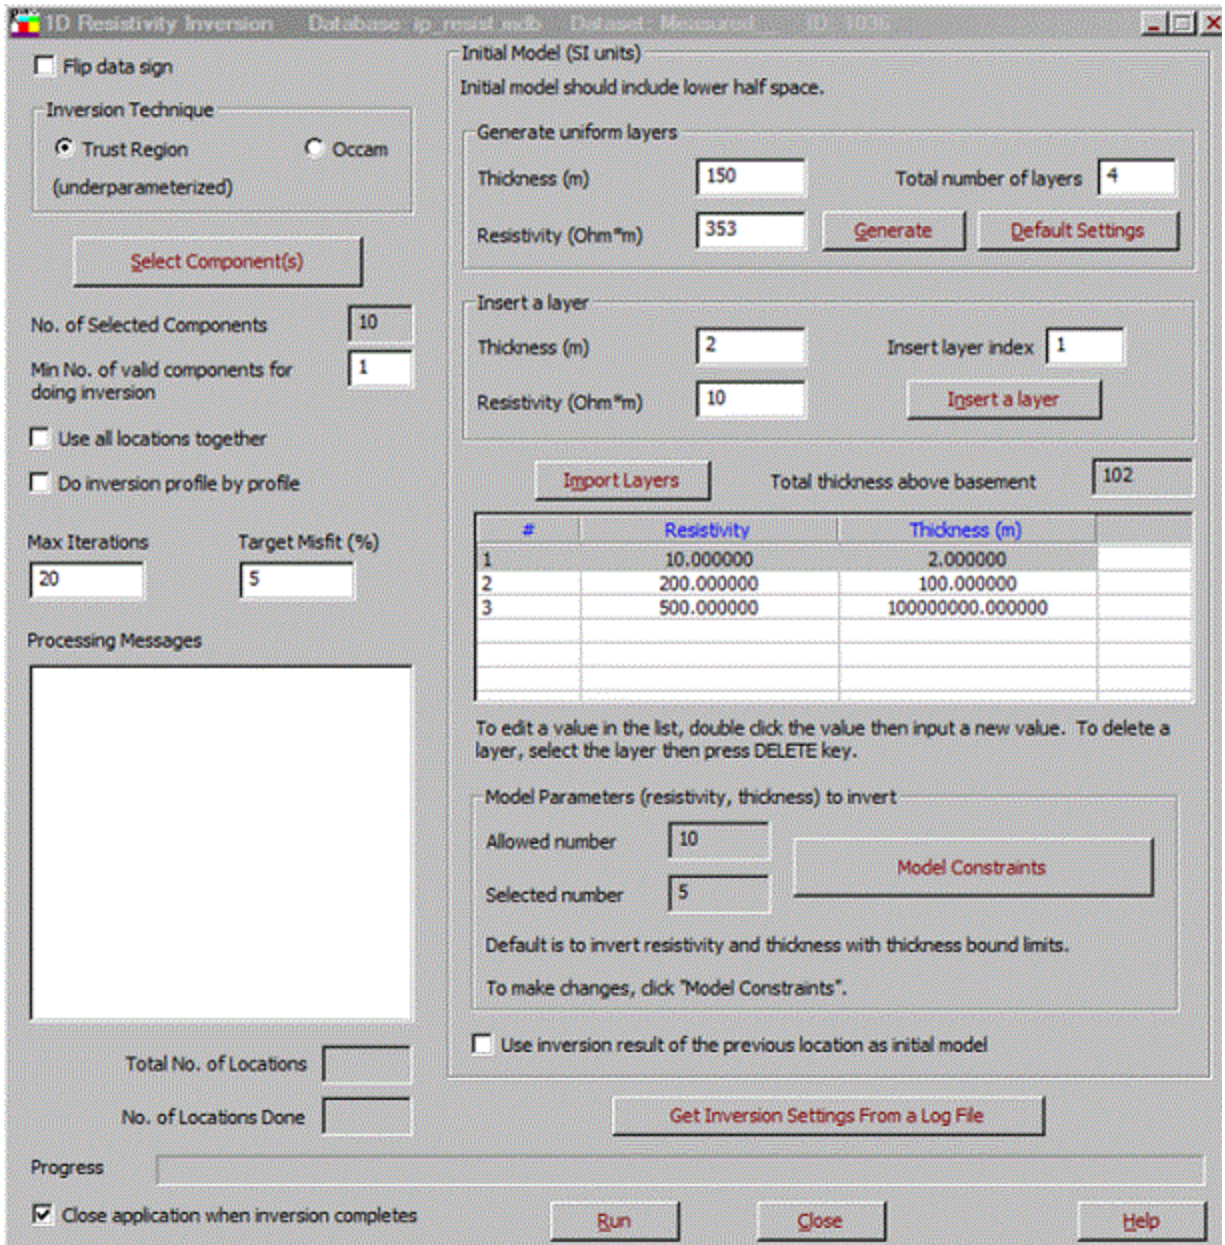 1D Resistivity Inversion Database: ip_resist.mdb Dataset: Measured... ID: 1036
Flip data sign
Inversion Technique
Trust Region Occam
(underparameterized)
Select Component(s)
No. of Selected Components 10
Min No. of valid components for 1
doing inversion
Use all locations together
Do inversion profile by profile
Max Iterations Target Misfit (%)
20 5
Processing Messages
Total No. of Locations
No. of Locations Done
Initial Model (SI units)
Initial model should include lower half space.
Generate uniform layers
Thickness (m) 150 Total number of layers 4
Resistivity (Ohm*m) 353 Generate Default Settings
Insert a layer
Thickness (m) 2 Insert layer index 1
Resistivity (Ohm*m) 10 Insert a layer
Import Layers Total thickness above basement 102
# Resistivity Thickness (m)
1 10.000000 2.000000
2 200.000000 100.000000
3 500.000000 100000000.000000
To edit a value in the list, double click the value then input a new value. To delete a
layer, select the layer then press DELETE key.
Model Parameters (resistivity, thickness) to invert
Allowed number 10 Model Constraints
Selected number 5
Default is to invert resistivity and thickness with thickness bound limits.
To make changes, click "Model Constraints".
Use inversion result of the previous location as initial model
Get Inversion Settings From a Log File
Progress
Close application when inversion completes Run Close Help